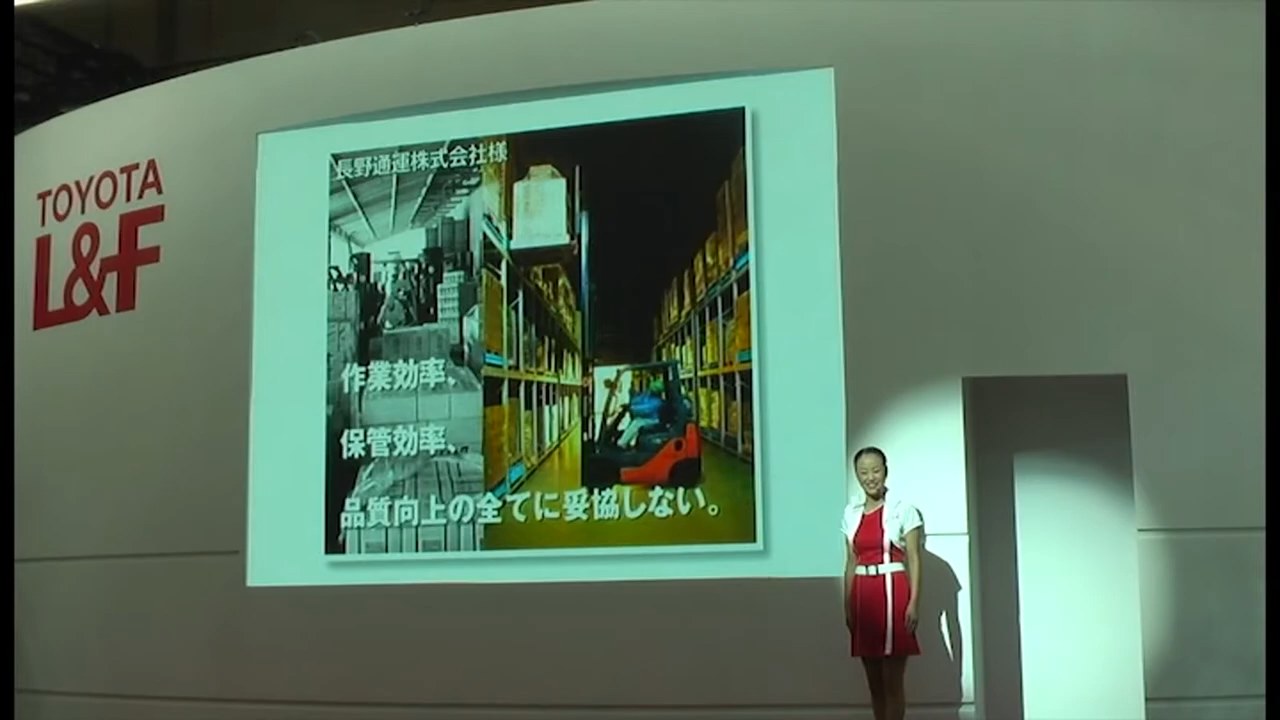 TOYOTA
L&F
長野通運株式会社様
作業効率、
保管効率、
品質向上の全てに妥協しない。